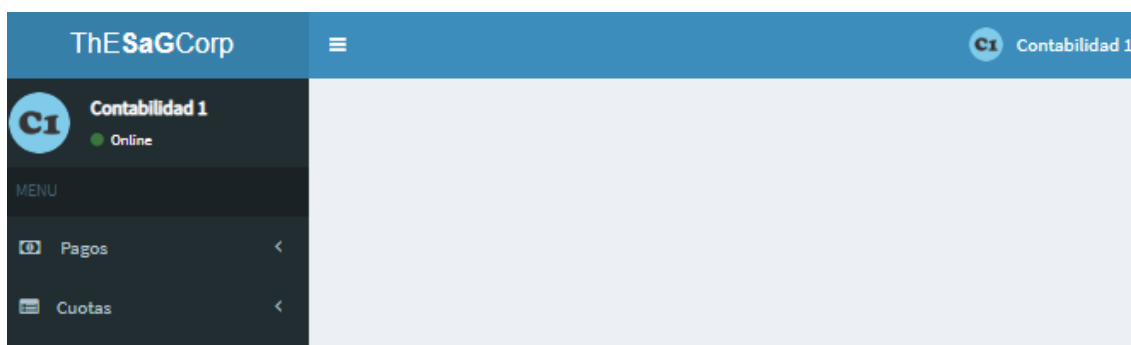 ThESaGCorp
C1 Contabilidad 1
C1
Contabilidad 1
Online
MENU
Pagos
Cuotas